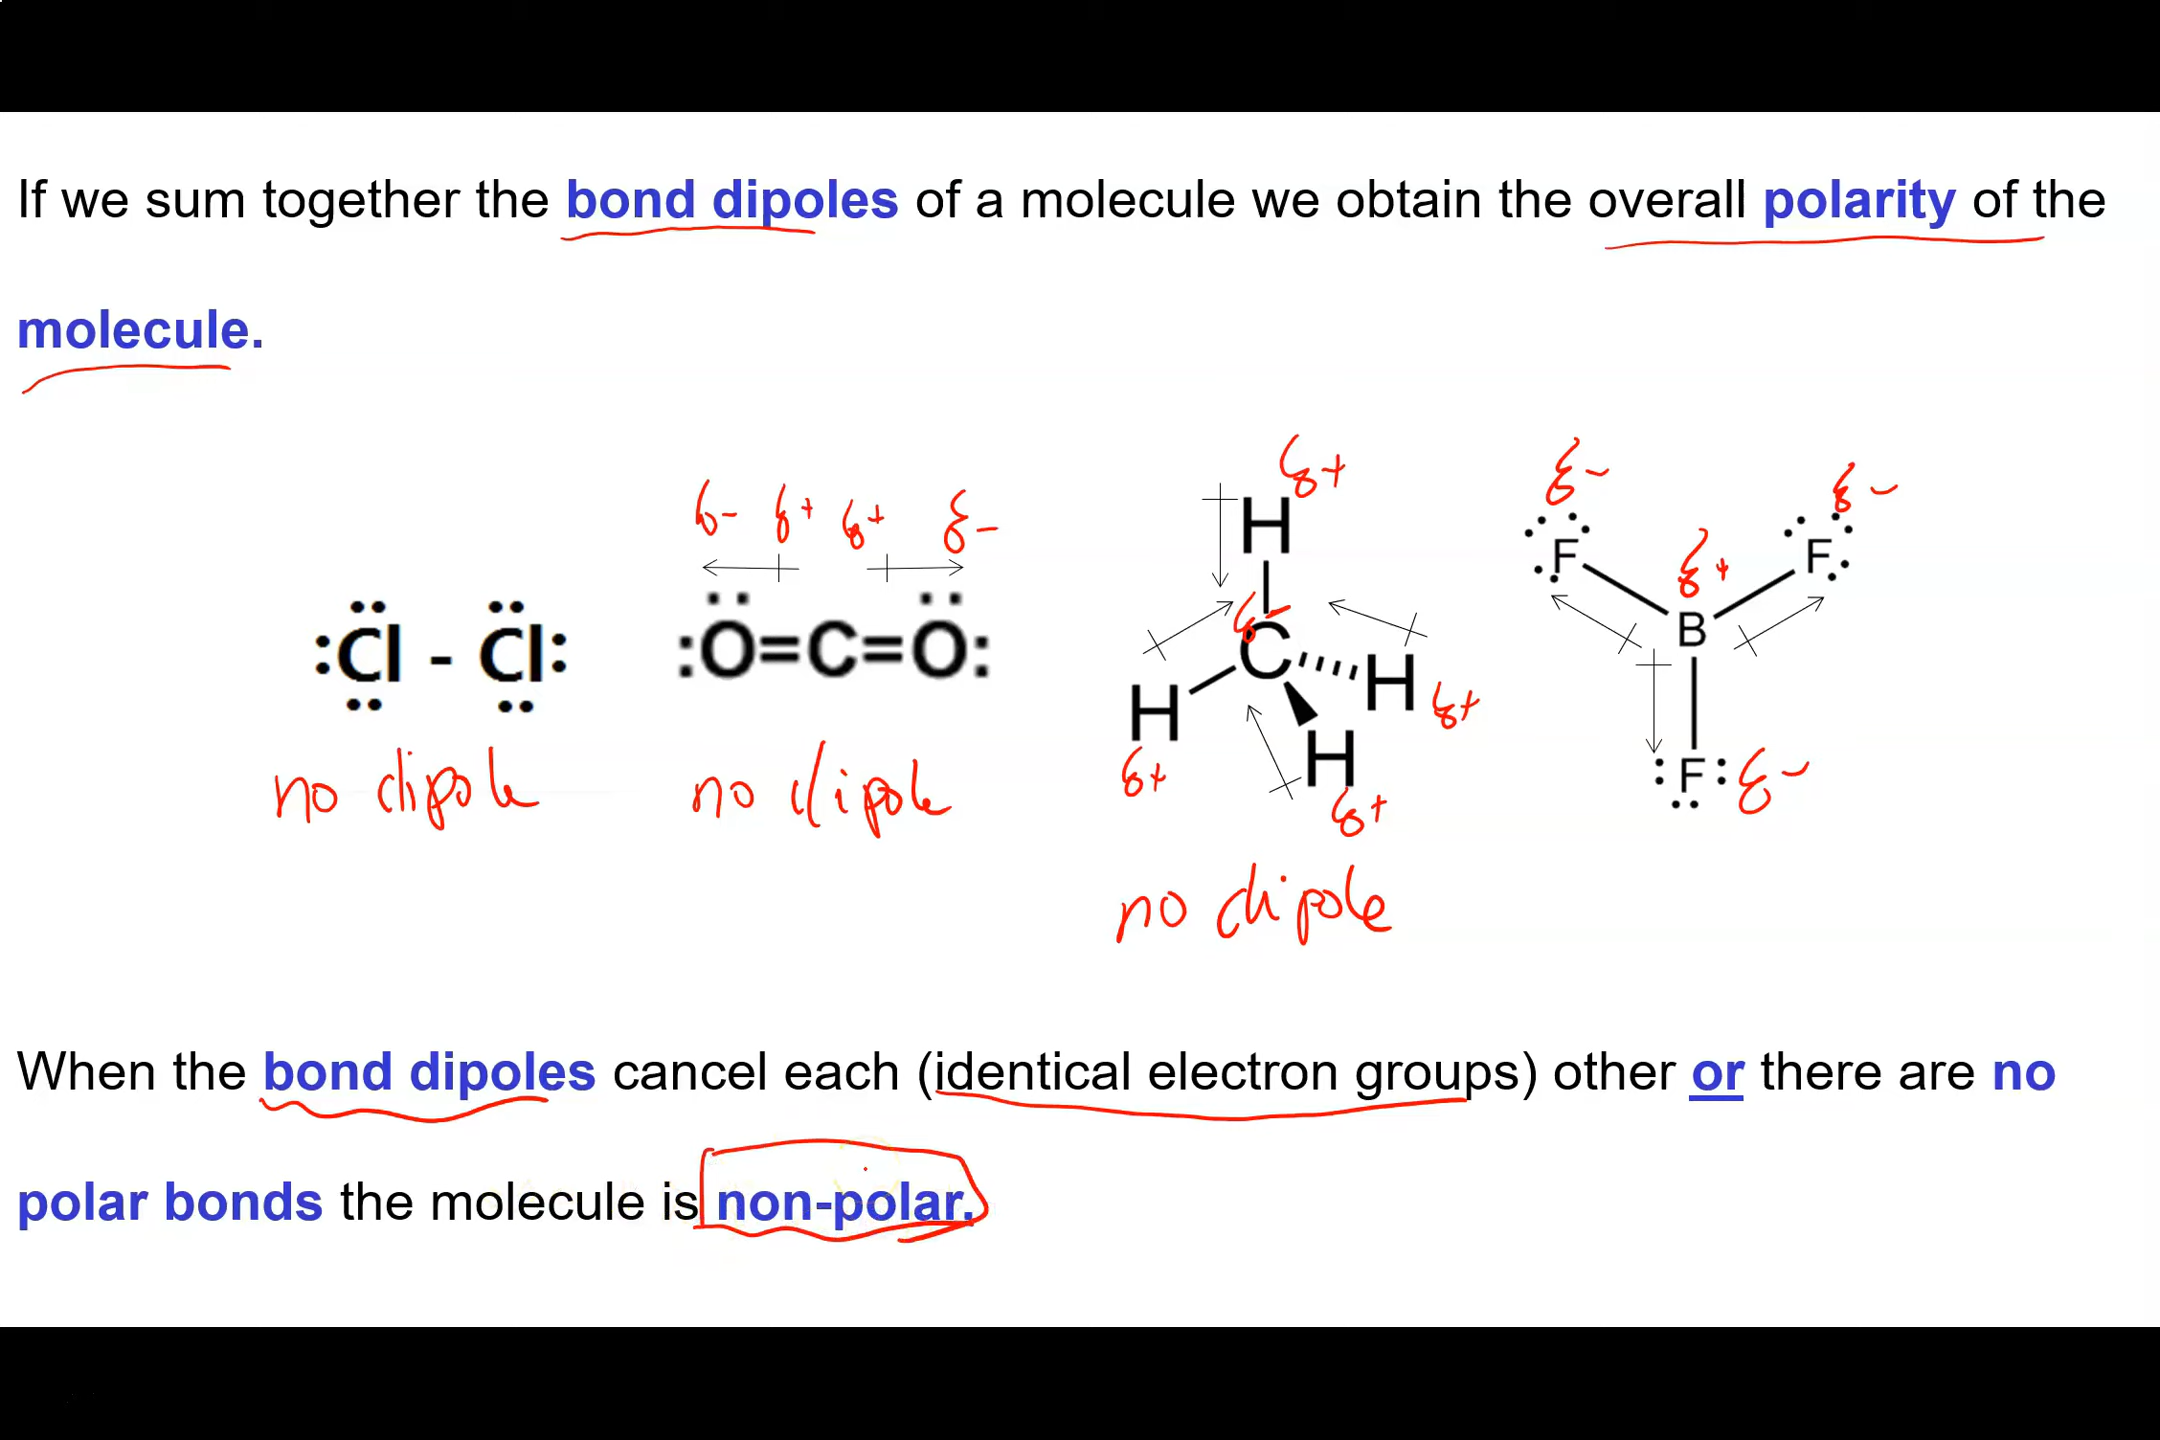 If we sum together the bond dipoles of a molecule we obtain the overall polarity of the
molecule.
δ- δ+ δ+ δ-
:Cl - Cl:
:O=C=O:
δ+
H
δ-
C
H
H
H
δ+
δ+
δ+
δ-
δ-
F
F
δ+
B
:F: δ-
no dipole
no dipole
no dipole
When the bond dipoles cancel each (identical electron groups) other or there are no
polar bonds the molecule is non-polar.